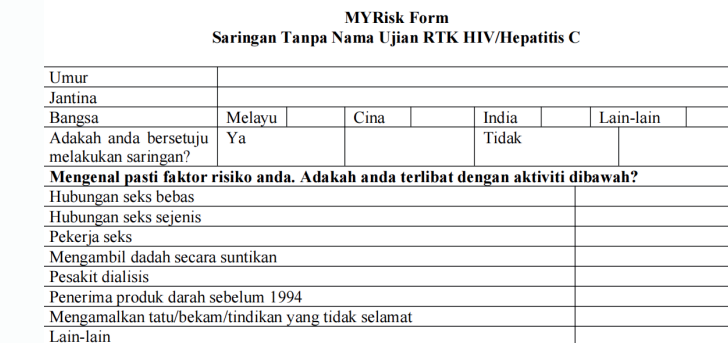 MYRisk Form
Saringan Tanpa Nama Ujian RTK HIV/Hepatitis C
Umur
Jantina
Bangsa Melayu Cina India Lain-lain
Adakah anda bersetuju Ya Tidak
melakukan saringan?
Mengenal pasti faktor risiko anda. Adakah anda terlibat dengan aktiviti dibawah?
Hubungan seks bebas
Hubungan seks sejenis
Pekerja seks
Mengambil dadah secara suntikan
Pesakit dialisis
Penerima produk darah sebelum 1994
Mengamalkan tatu/bekam/tindikan yang tidak selamat
Lain-lain